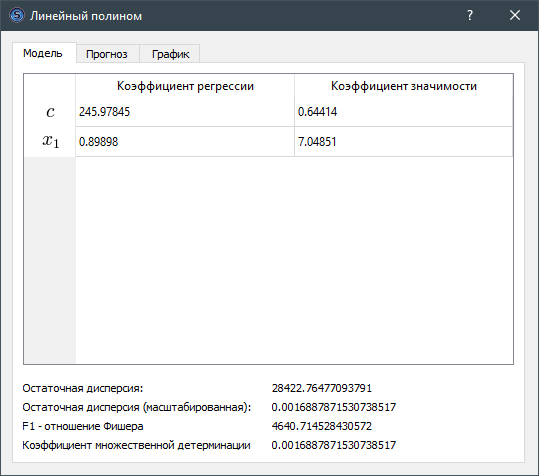 Линейный полином
Модель Прогноз График
Коэффициент регрессии Коэффициент значимости
c 245.97845 0.64414
x₁ 0.89898 7.04851
Остаточная дисперсия: 28422.76477093791
Остаточная дисперсия (масштабированная): 0.0016887871530738517
F1 - отношение Фишера 4640.714528430572
Коэффициент множественной детерминации 0.0016887871530738517